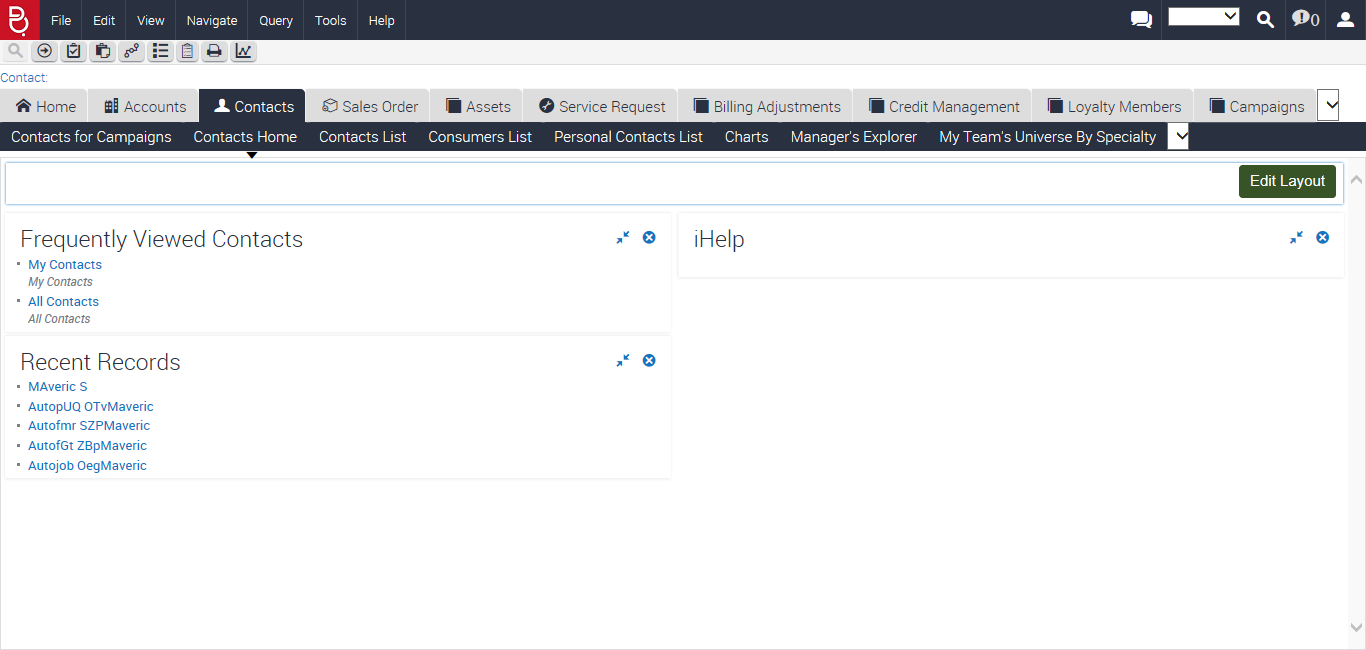 File Edit View Navigate Query Tools Help 0
Contact:
Home Accounts Contacts Sales Order Assets Service Request Billing Adjustments Credit Management Loyalty Members Campaigns
Contacts for Campaigns Contacts Home Contacts List Consumers List Personal Contacts List Charts Manager's Explorer My Team's Universe By Specialty
Edit Layout
Frequently Viewed Contacts
My Contacts
My Contacts
All Contacts
All Contacts
iHelp
Recent Records
MAveric S
AutopUQ OTvMaveric
Autofmr SZPMaveric
AutofGt ZBpMaveric
Autojob OegMaveric